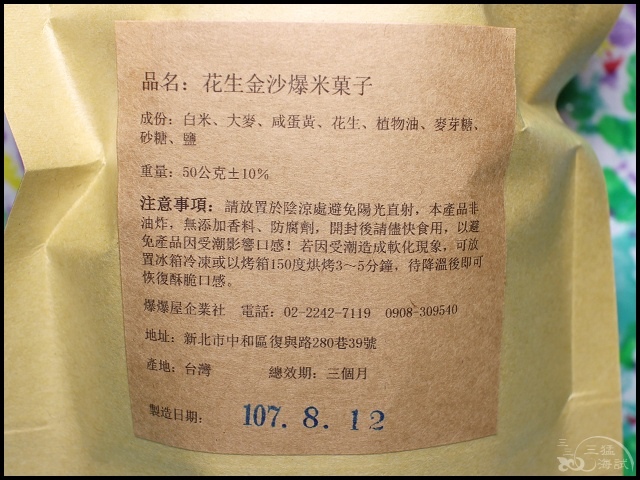 品名：花生金沙爆米菓子
成份：白米、大麥、咸蛋黃、花生、植物油、麥芽糖、
砂糖、鹽
重量：50公克±10%
注意事項：請放置於陰涼處避免陽光直射，本產品非
油炸，無添加香料、防腐劑，開封後請儘快食用，以避
免產品因受潮影響口感！若因受潮造成軟化現象，可放
置冰箱冷凍或以烤箱150度烘烤3～5分鐘，待降溫後即可
恢復酥脆口感。
爆爆屋企業社　電話：02-2242-7119　0908-309540
地址：新北市中和區復興路280巷39號
產地：台灣　總效期：三個月
製造日期：107.8.12
三猛
海試